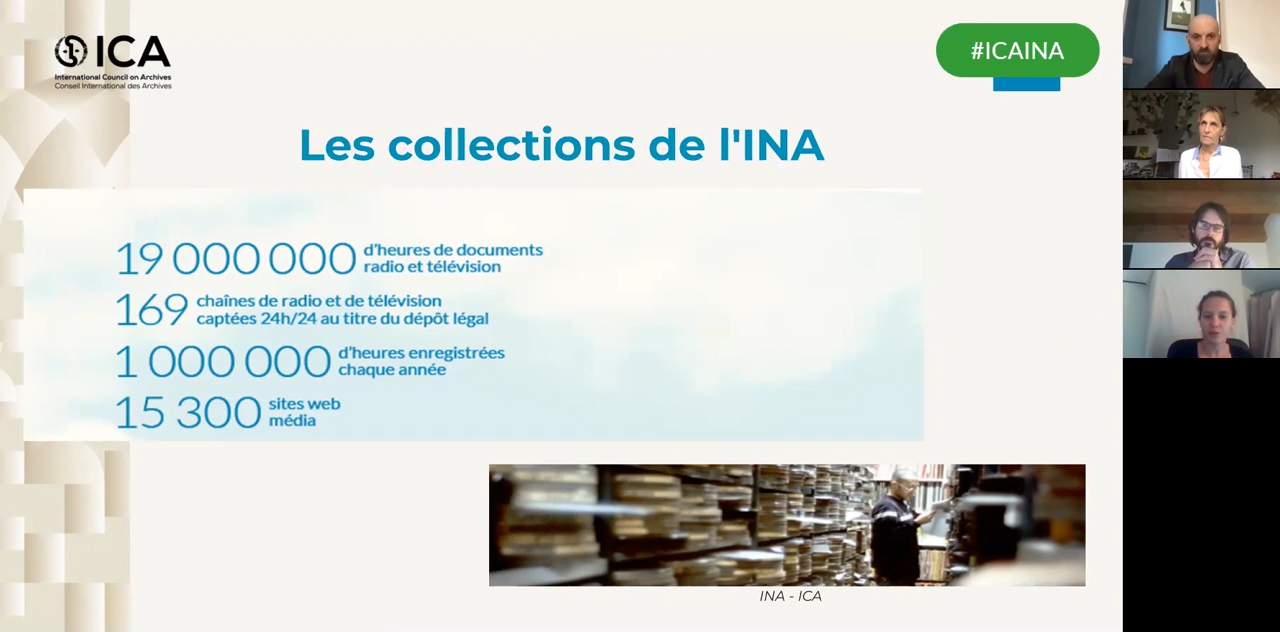 ICA
International Council on Archives
Conseil International des Archives
#ICAINA
Les collections de l'INA
19 000 000 d'heures de documents
radio et télévision
169 chaînes de radio et de télévision
captées 24h/24 au titre du dépôt légal
1 000 000 d'heures enregistrées
chaque année
15 300 sites web
média
INA - ICA